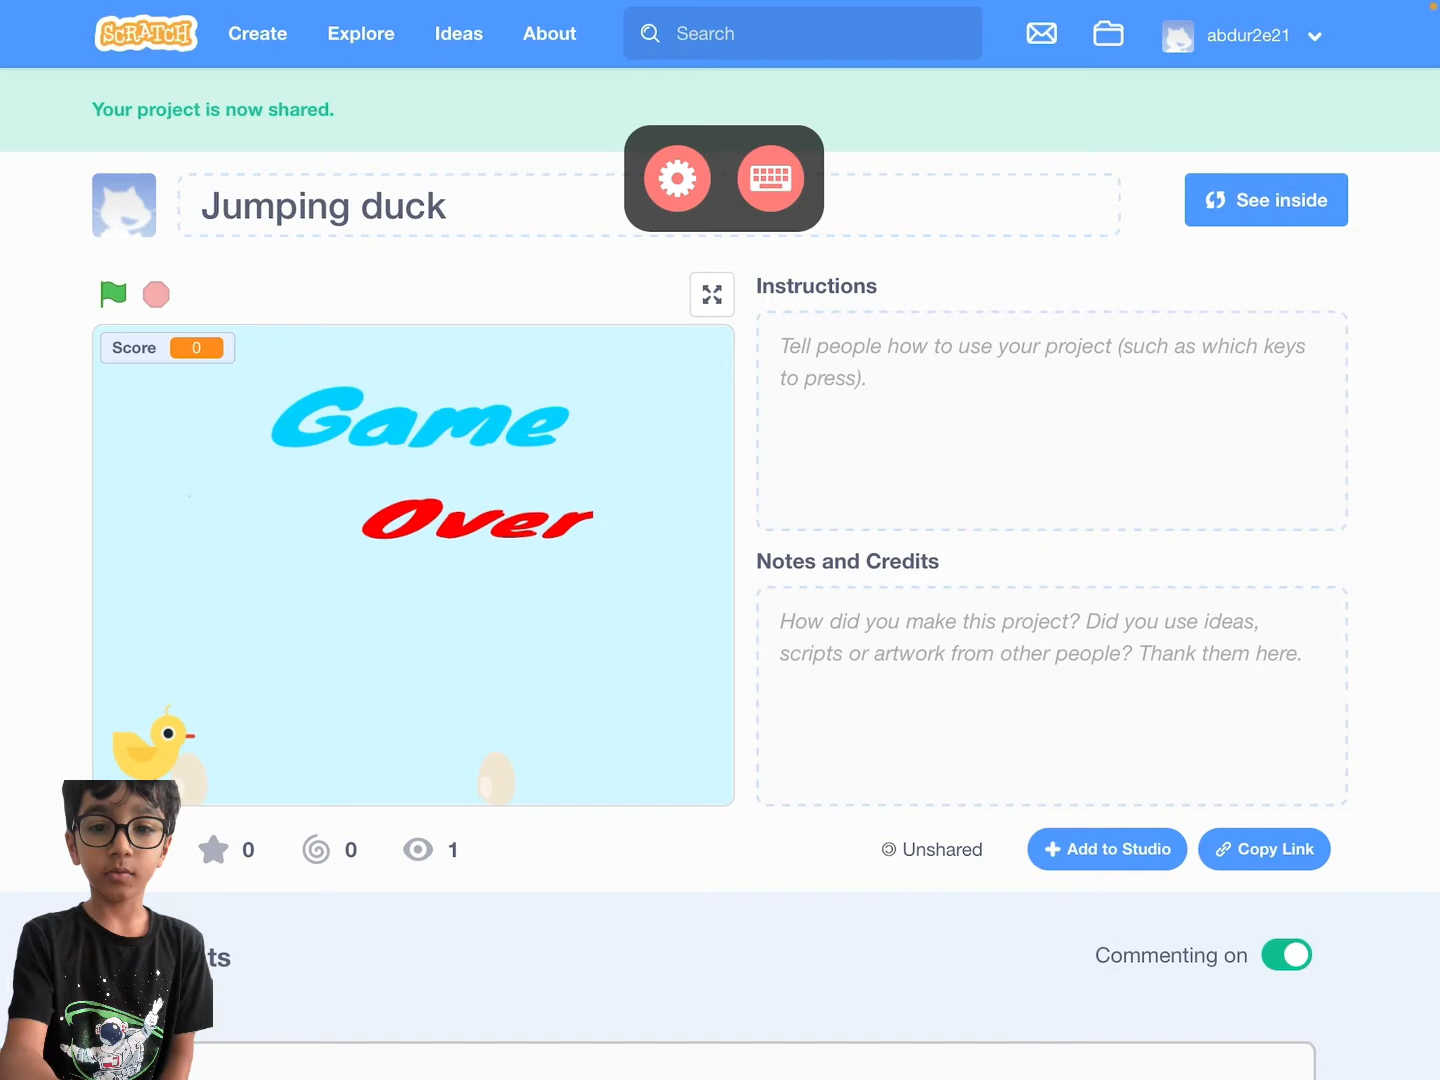 SCRATCH Create Explore Ideas About Search abdur2e21
Your project is now shared.
Jumping duck
See inside
Instructions
Score 0
Tell people how to use your project (such as which keys
to press).
Game
Over
Notes and Credits
How did you make this project? Did you use ideas,
scripts or artwork from other people? Thank them here.
0 0 1 Unshared Add to Studio Copy Link
ts Commenting on